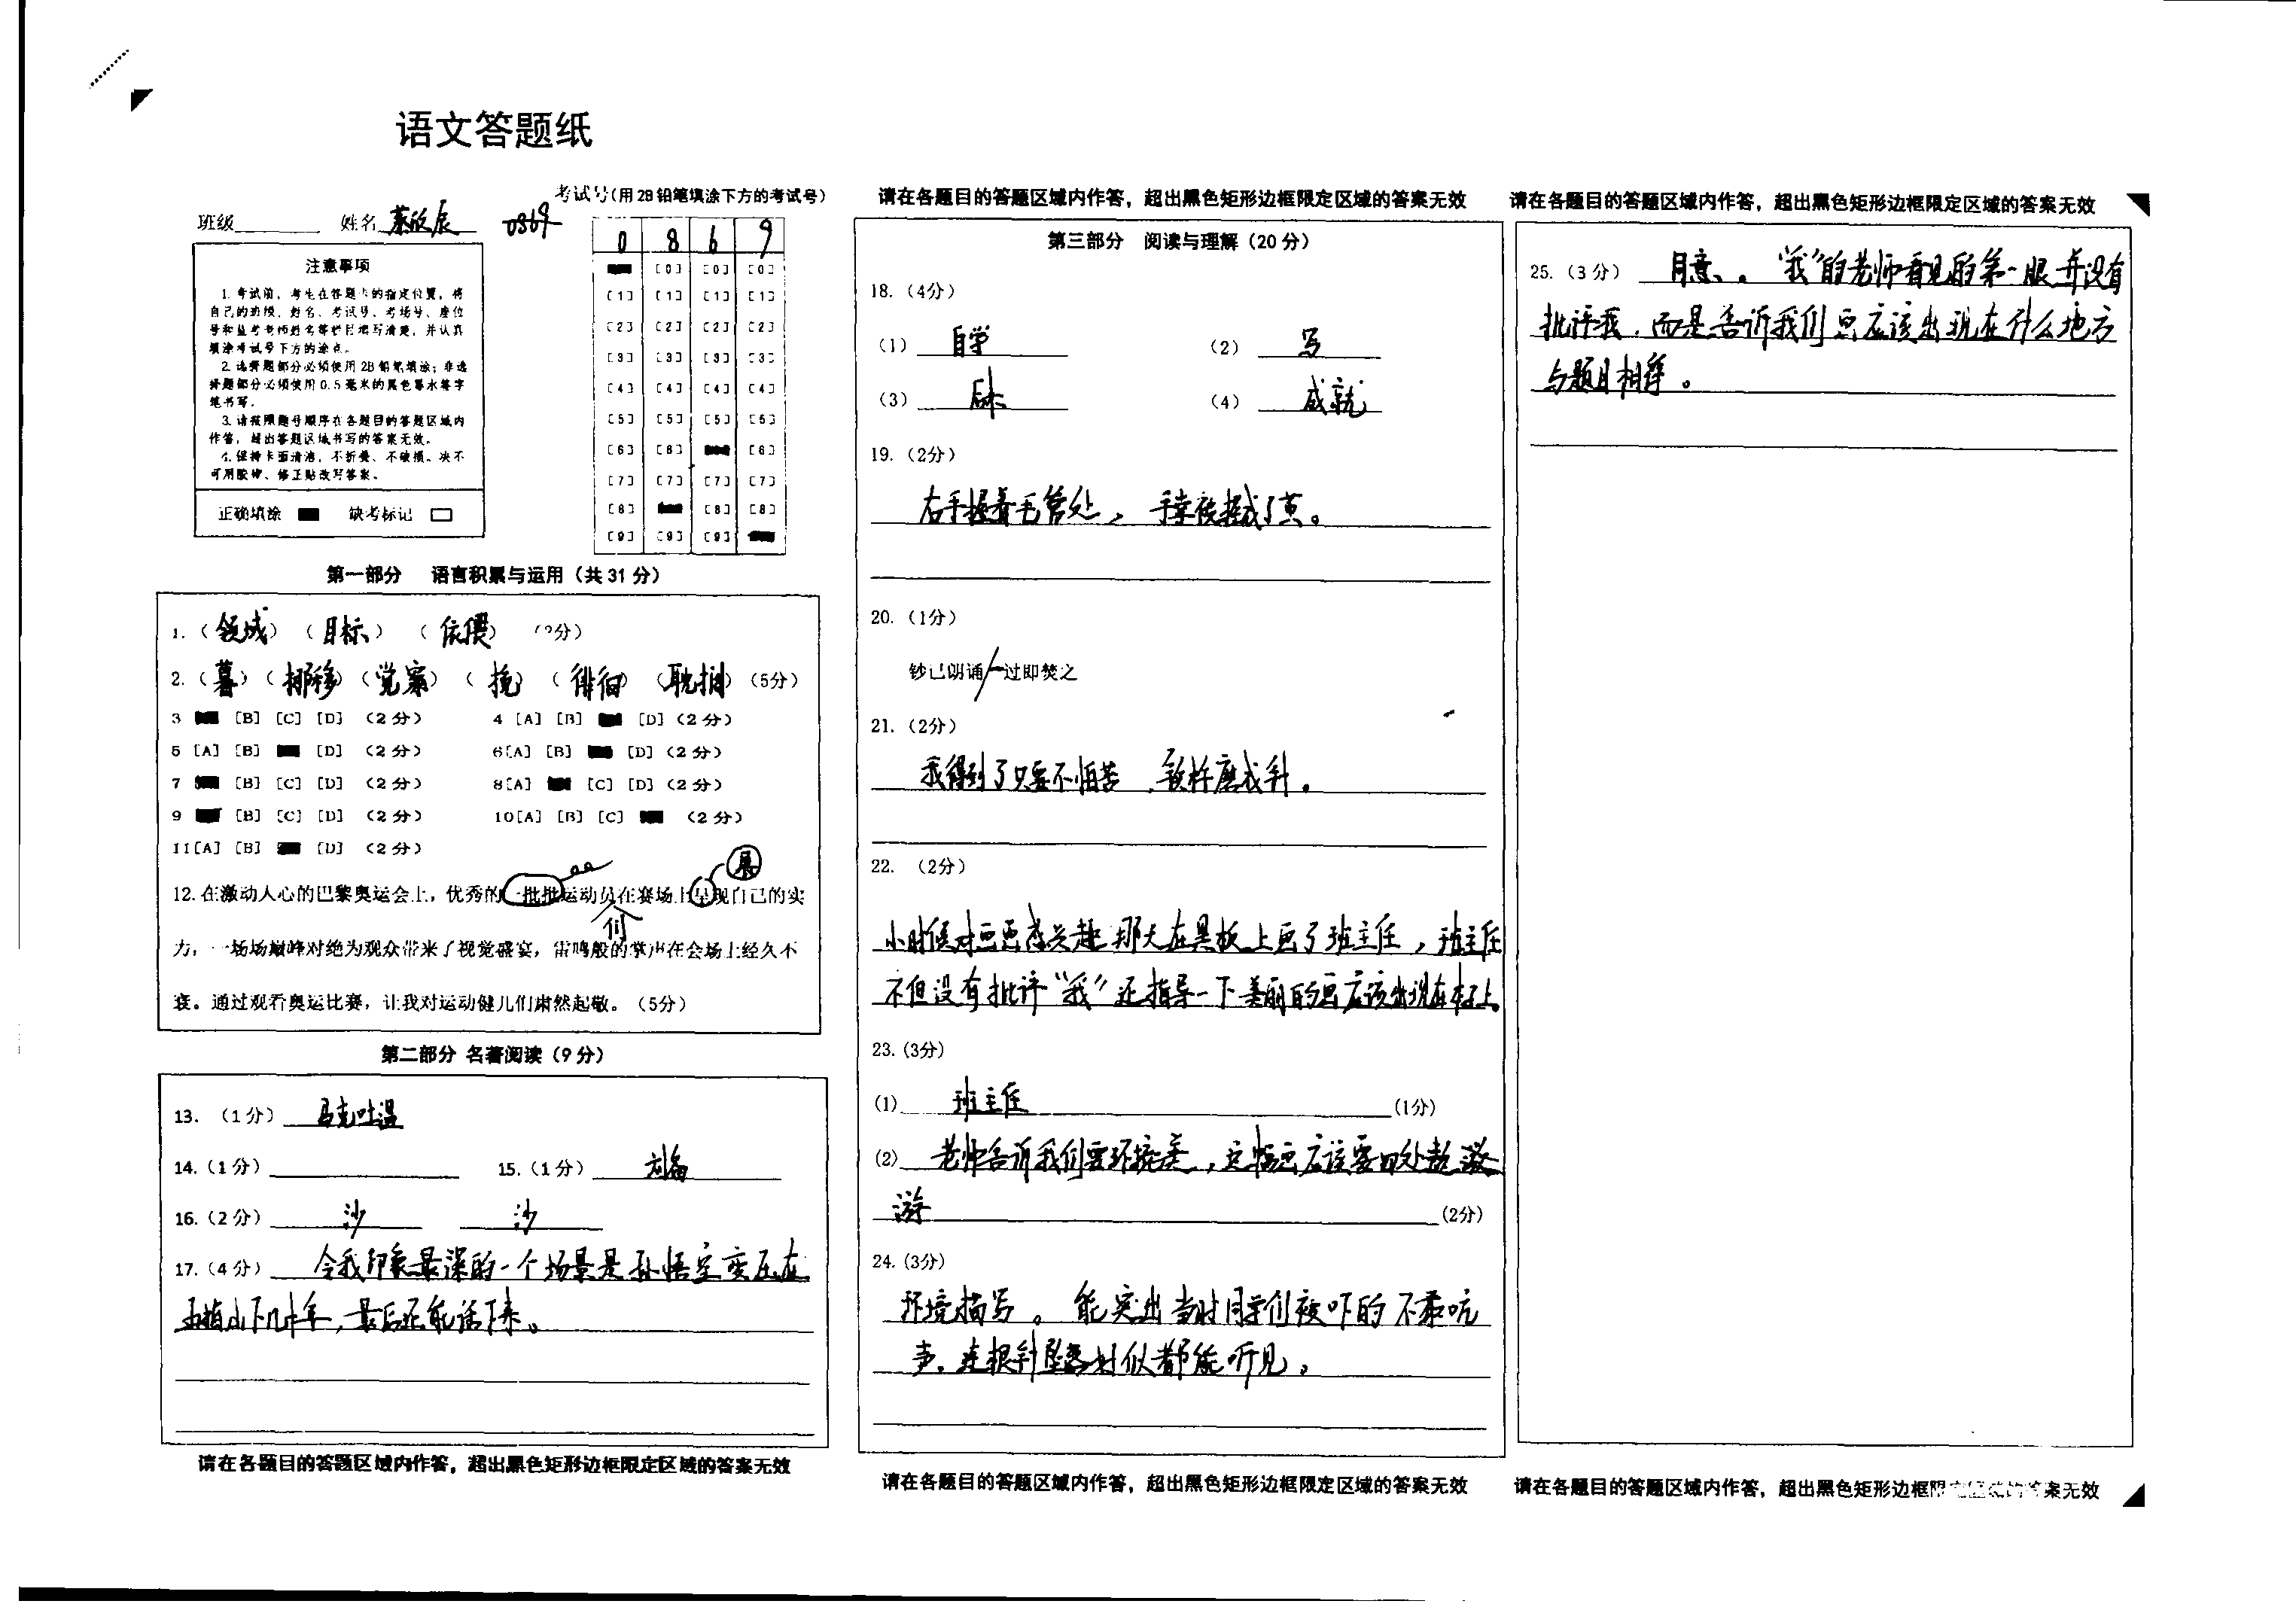 语文答题纸
考试号(用2B铅笔填涂下方的考试号)
班级 姓名 0869
0 8 6 9
注意事项
1. 考试前，考生在答题卡的指定位置，将
自己的班级、姓名、考试号、考场号、座位
号和监考老师姓名等栏目填写清楚，并认真
填涂考试号下方的涂点。
2. 选择题部分必须使用2B铅笔填涂；非选
择题部分必须使用0.5毫米的黑色墨水签字
笔书写。
3. 请按照题号顺序在各题目的答题区域内
作答，超出答题区域书写的答案无效。
4. 保持卡面清洁，不折叠、不破损。决不
可用胶带、修正贴改写答案。
正确填涂 缺考标记
[0] [0] [0]
[1] [1] [1] [1]
[2] [2] [2] [2]
[3] [3] [3] [3]
[4] [4] [4] [4]
[5] [5] [5] [5]
[6] [6] [6]
[7] [7] [7] [7]
[8] [8] [8]
[9] [9] [9]
第一部分 语言积累与运用（共31分）
1.（领域）（目标）（依偎）（2分）
2.（暮）（挪移）（党案）（挽）（徘徊）（耽搁）（5分）
3 [B] [C] [D] （2分） 4 [A] [B] [D]（2分）
5 [A] [B] [D] （2分） 6[A] [B] [D]（2分）
7 [B] [C] [D] （2分） 8[A] [C] [D]（2分）
9 [B] [C] [D] （2分） 10[A] [B] [C] （2分）
11[A] [B] [D] （2分）
展
12. 在激动人心的巴黎奥运会上，优秀的一批批运动员在赛场上呈现自己的实
们
力，一场场巅峰对绝为观众带来了视觉盛宴，雷鸣般的掌声在会场上经久不
衰。通过观看奥运比赛，让我对运动健儿们肃然起敬。（5分）
第二部分 名著阅读（9分）
13. （1分） 马克吐温
14.（1分） 15.（1分） 刘备
16.（2分） 沙 沙
17.（4分） 令我印象最深的一个场景是孙悟空变压在
五指山下几十年，最后还能活下来。
请在各题目的答题区域内作答，超出黑色矩形边框限定区域的答案无效
请在各题目的答题区域内作答，超出黑色矩形边框限定区域的答案无效
第三部分 阅读与理解（20分）
18.（4分）
（1） 自学 （2） 写
（3） （4） 成就
19.（2分）
右手握着毛管处，手掌被握成了茧。
20.（1分）
钞已朗诵/一过即焚之
21.（2分）
我得到了只要不怕苦，铁杵磨成针。
22. （2分）
小时候对画画感兴趣那天在黑板上画了班主任，班主任
不但没有批评“我”还指导一下美丽的画应该出现在本子上。
23.(3分)
(1) 班主任 (1分)
(2) 老师告诉我们要环接类，这幅画应该要四处遨
游 (2分)
24.(3分)
环境描写。能突出当时同学们被吓的不敢吭
声，连根针坠落时似都能听见。
请在各题目的答题区域内作答，超出黑色矩形边框限定区域的答案无效
请在各题目的答题区域内作答，超出黑色矩形边框限定区域的答案无效
25.（3分） 同意。“我”的老师看见的第一眼并没有
批评我，而是告诉我们画应该出现在什么地方
与题目相符。
请在各题目的答题区域内作答，超出黑色矩形边框限定区域的答案无效